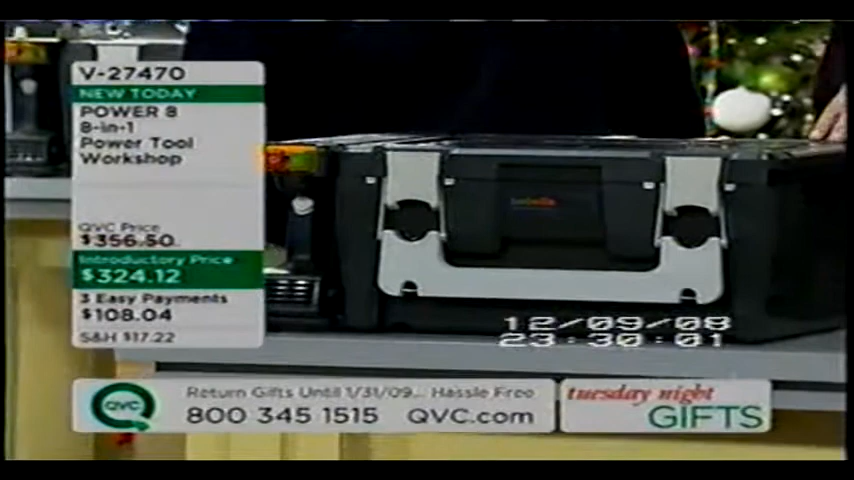 V-27470
NEW TODAY
POWER 8
8-in-1
Power Tool
Workshop
QVC Price
$356.50
Introductory Price
$324.12
3 Easy Payments
$108.04
S&H $17.22
12/09/08
23:30:01
QVC
Return Gifts Until 1/31/09... Hassle Free
800 345 1515 QVC.com
tuesday night
GIFTS